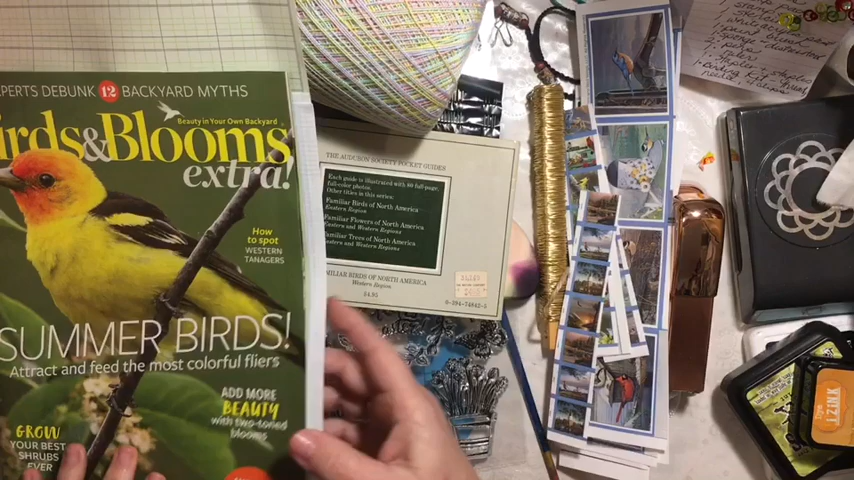 PERTS DEBUNK 12 BACKYARD MYTHS
Beauty in Your Own Backyard
irds&Blooms
extra!
How
to spot
WESTERN
TANAGERS
SUMMER BIRDS!
Attract and feed the most colorful fliers
ADD MORE
BEAUTY
with two-toned
blooms
GROW
YOUR BEST
SHRUBS
EVER
THE AUDUBON SOCIETY POCKET GUIDES
Each guide is illustrated with 80 full-page,
full-color photos.
Other titles in this series:
Familiar Birds of North America
Eastern Region
Familiar Flowers of North America
Eastern and Western Regions
Familiar Trees of North America
Eastern and Western Regions
MILIAR BIRDS OF NORTH AMERICA
Western Region
$4.95
0-394-74842-5
IZINK